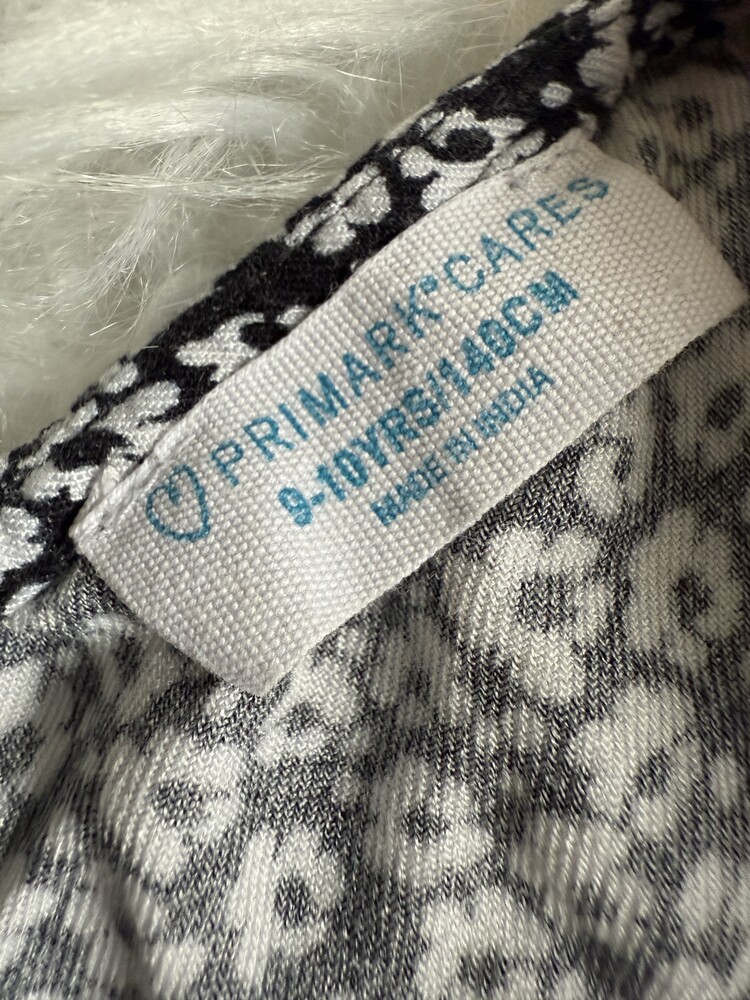 PRIMARK® CARES
9-10YRS/140CM
MADE IN INDIA